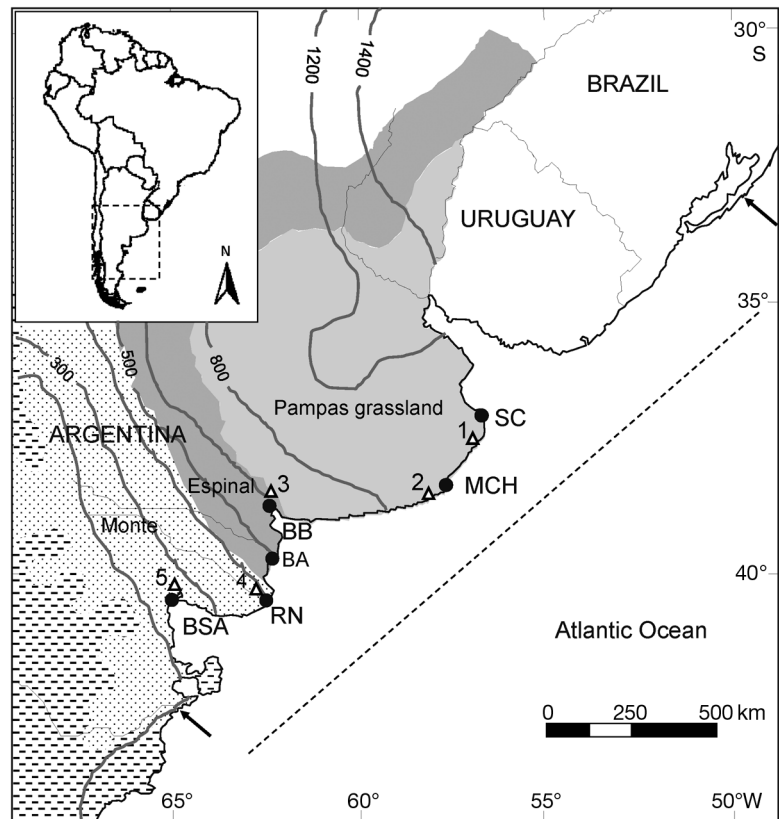 30°
S
1200
1400
BRAZIL
URUGUAY
N
35°
300
500
800
Pampas grassland
SC
1
ARGENTINA
2
MCH
Espinal
3
BB
Monte
BA
40°
5
4
BSA
RN
Atlantic Ocean
0 250 500 km
65° 60° 55° 50°W